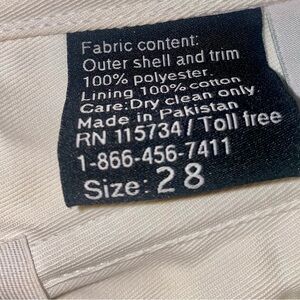 Fabric content:
Outer shell and trim
100% polyester.
Lining 100% cotton
Care: Dry clean only
Made in Pakistan
RN 115734 / Toll free
1-866-456-7411
Size: 28